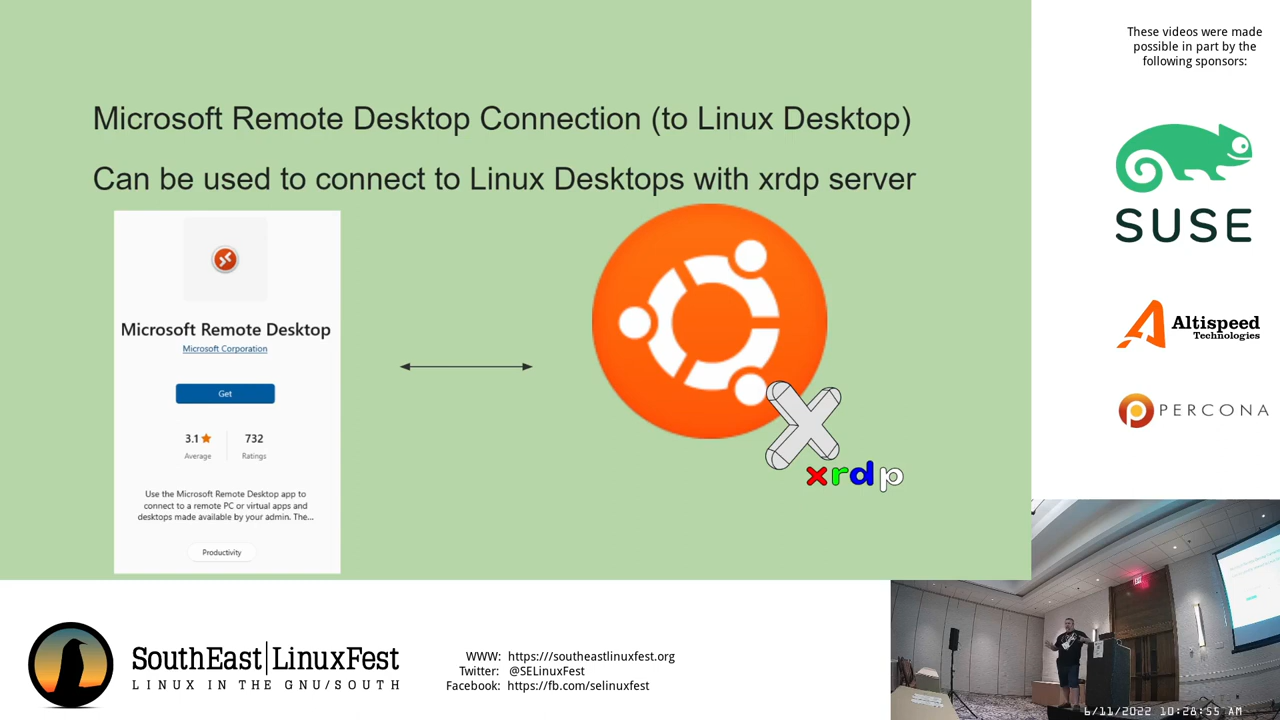 These videos were made
possible in part by the
following sponsors:
Microsoft Remote Desktop Connection (to Linux Desktop)
Can be used to connect to Linux Desktops with xrdp server
Microsoft Remote Desktop
Microsoft Corporation
Get
3.1
732
Average
Ratings
Use the Microsoft Remote Desktop app to
connect to a remote PC or virtual apps and
desktops made available by your admin. The...
Productivity
xrdp
SUSE
Altispeed
Technologies
PERCONA
SouthEast LinuxFest
LINUX IN THE GNU/SOUTH
WWW: https:///southeastlinuxfest.org
Twitter: @SELinuxFest
Facebook: https://fb.com/selinuxfest
6/11/2022 10:28:55 AM